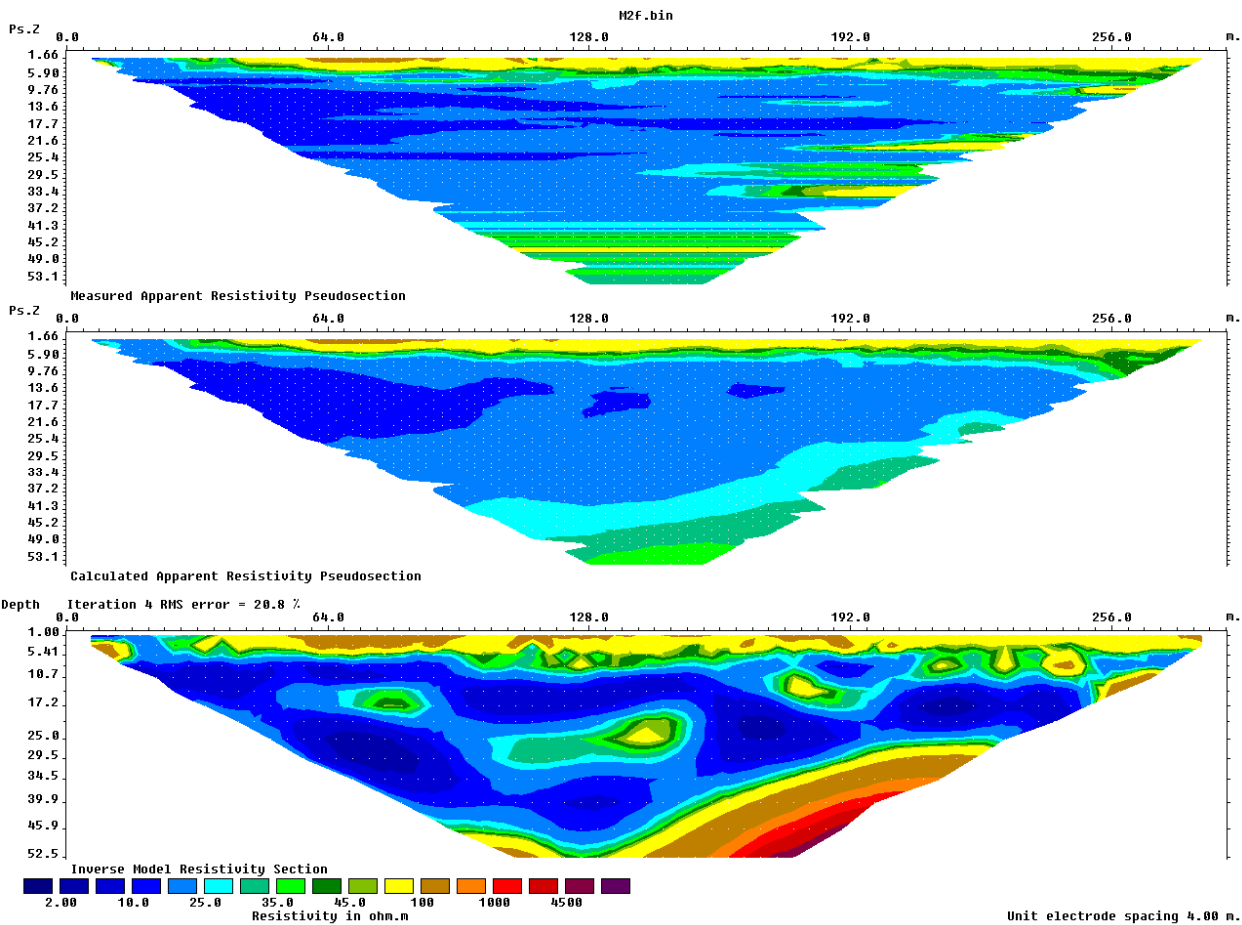 M2f.bin
Ps.Z
0.0 64.0 128.0 192.0 256.0 m.
1.66
5.90
9.76
13.6
17.7
21.6
25.4
29.5
33.4
37.2
41.3
45.2
49.0
53.1
Measured Apparent Resistivity Pseudosection
Ps.Z
0.0 64.0 128.0 192.0 256.0 m.
1.66
5.90
9.76
13.6
17.7
21.6
25.4
29.5
33.4
37.2
41.3
45.2
49.0
53.1
Calculated Apparent Resistivity Pseudosection
Depth Iteration 4 RMS error = 20.8 %
0.0 64.0 128.0 192.0 256.0 m.
1.00
5.41
10.7
17.2
25.0
29.5
34.5
39.9
45.9
52.5
Inverse Model Resistivity Section
2.00 10.0 25.0 35.0 45.0 100 1000 4500
Resistivity in ohm.m
Unit electrode spacing 4.00 m.